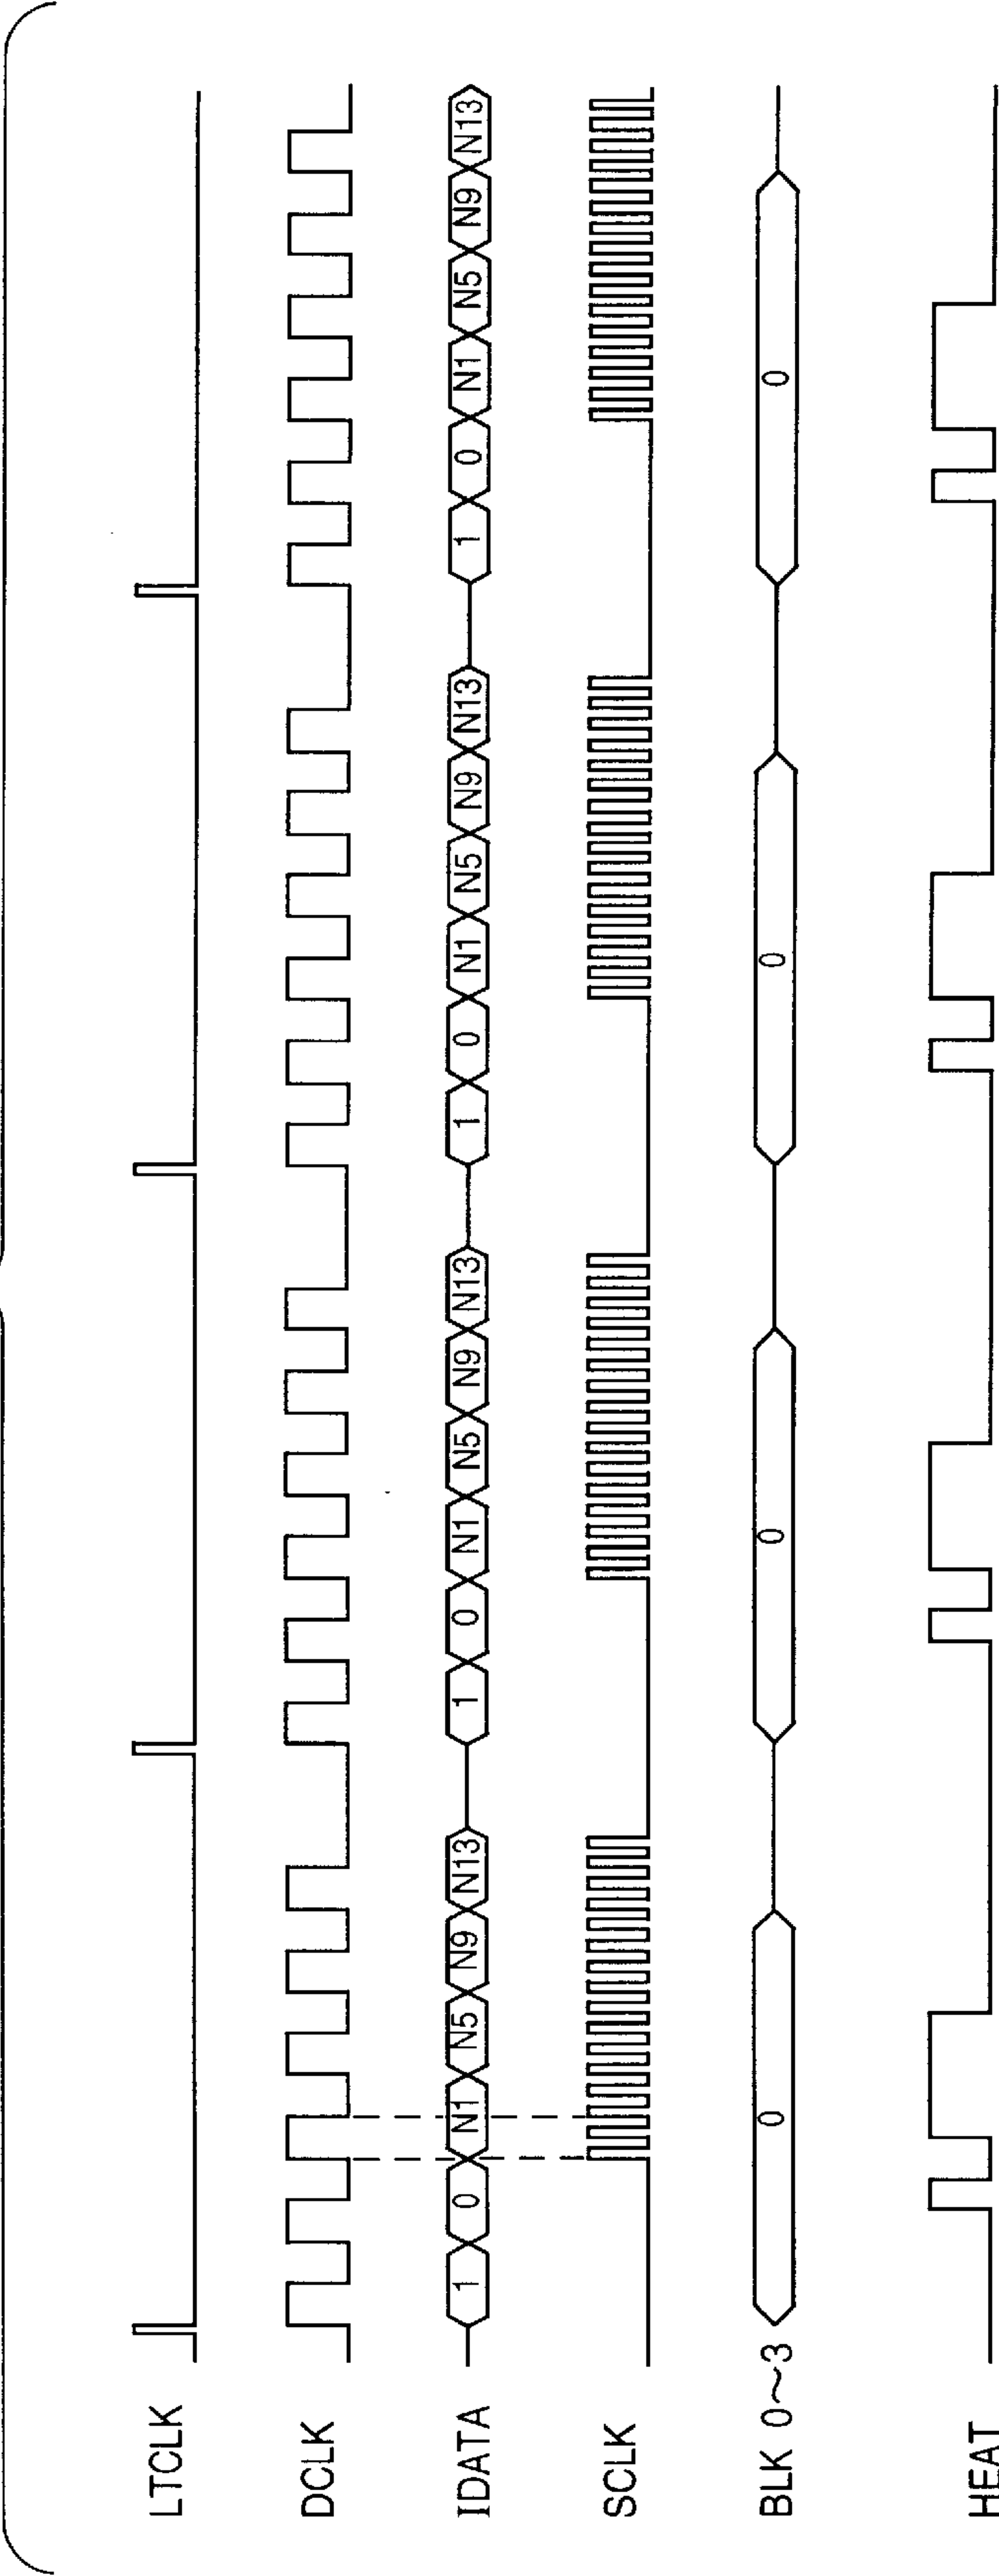 LTCLK
DCLK
IDATA 1 0 N1 N5 N9 N13 1 0 N1 N5 N9 N13 1 0 N1 N5 N9 N13 1 0 N1 N5 N9 N13
SCLK
BLK 0~3 0 0 0 0
HEAT